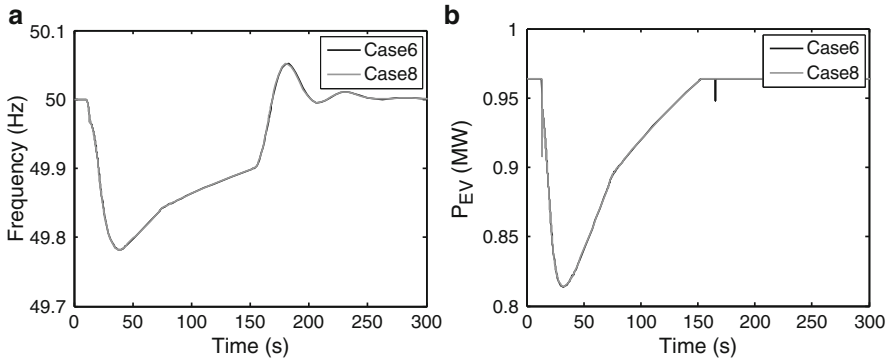 a
50.1
50
49.9
49.8
49.7
Frequency (Hz)
0 50 100 150 200 250 300
Time (s)
Case6
Case8
b
1
0.95
0.9
0.85
0.8
P_EV (MW)
0 50 100 150 200 250 300
Time (s)
Case6
Case8